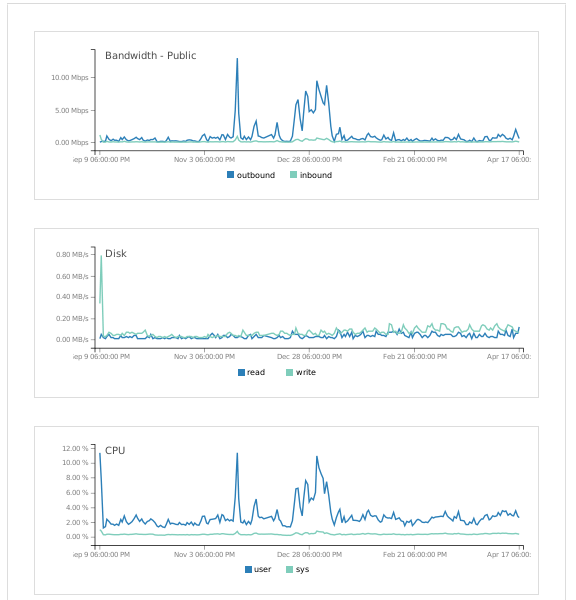 Bandwidth - Public
10.00 Mbps
5.00 Mbps
0.00 Mbps
ep 9 06:00:00 PM Nov 3 06:00:00 PM Dec 28 06:00:00 PM Feb 21 06:00:00 PM Apr 17 06:00:
outbound inbound
Disk
0.80 MB/s
0.60 MB/s
0.40 MB/s
0.20 MB/s
0.00 MB/s
ep 9 06:00:00 PM Nov 3 06:00:00 PM Dec 28 06:00:00 PM Feb 21 06:00:00 PM Apr 17 06:00:
read write
CPU
12.00 %
10.00 %
8.00 %
6.00 %
4.00 %
2.00 %
0.00 %
ep 9 06:00:00 PM Nov 3 06:00:00 PM Dec 28 06:00:00 PM Feb 21 06:00:00 PM Apr 17 06:00:
user sys